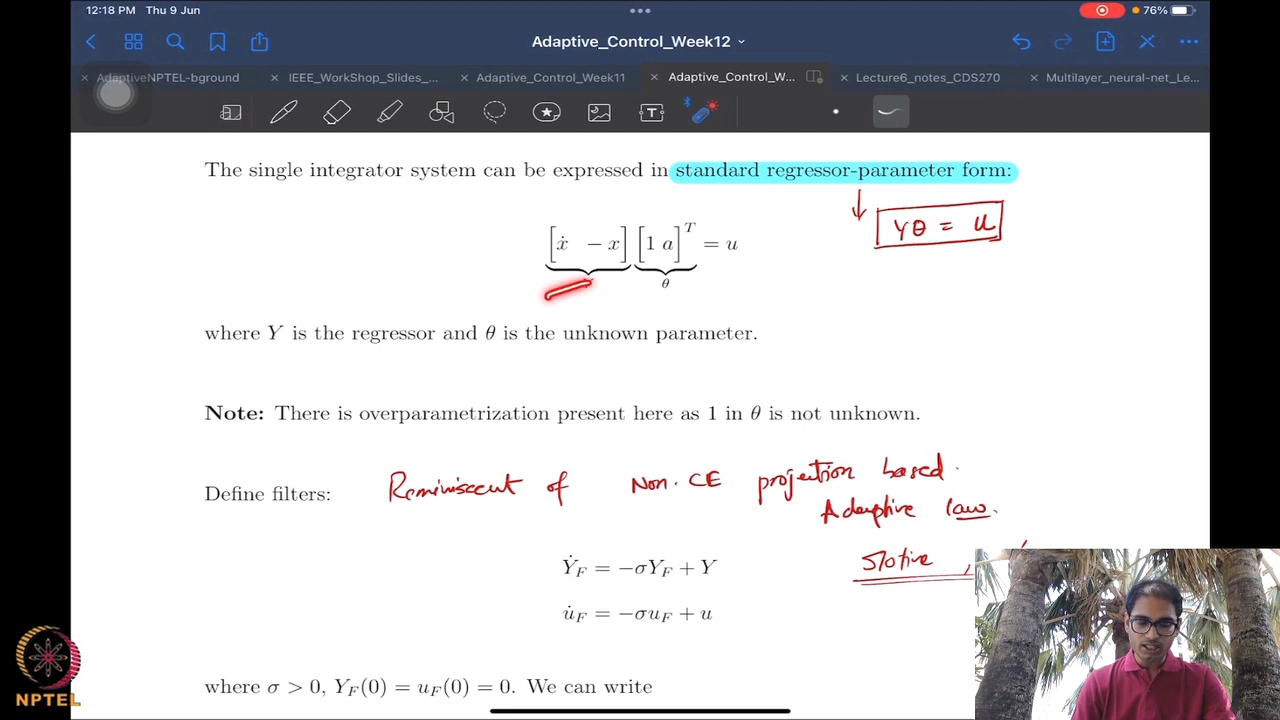 12:18 PM Thu 9 Jun
76%
Adaptive_Control_Week12
AdaptiveNPTEL-bground
IEEE_WorkShop_Slides_...
Adaptive_Control_Week11
Adaptive_Control_W...
Lecture6_notes_CDS270
Multilayer_neural-net_Le...
The single integrator system can be expressed in standard regressor-parameter form:
Yθ = u
[ẋ − x] [1 a]^T = u
θ
where Y is the regressor and θ is the unknown parameter.
Note: There is overparametrization present here as 1 in θ is not unknown.
Define filters:
Reminiscent of Non-CE projection based
Adaptive law.
Slotine,
Ẏ_F = −σY_F + Y
u̇_F = −σu_F + u
where σ > 0, Y_F(0) = u_F(0) = 0. We can write
NPTEL